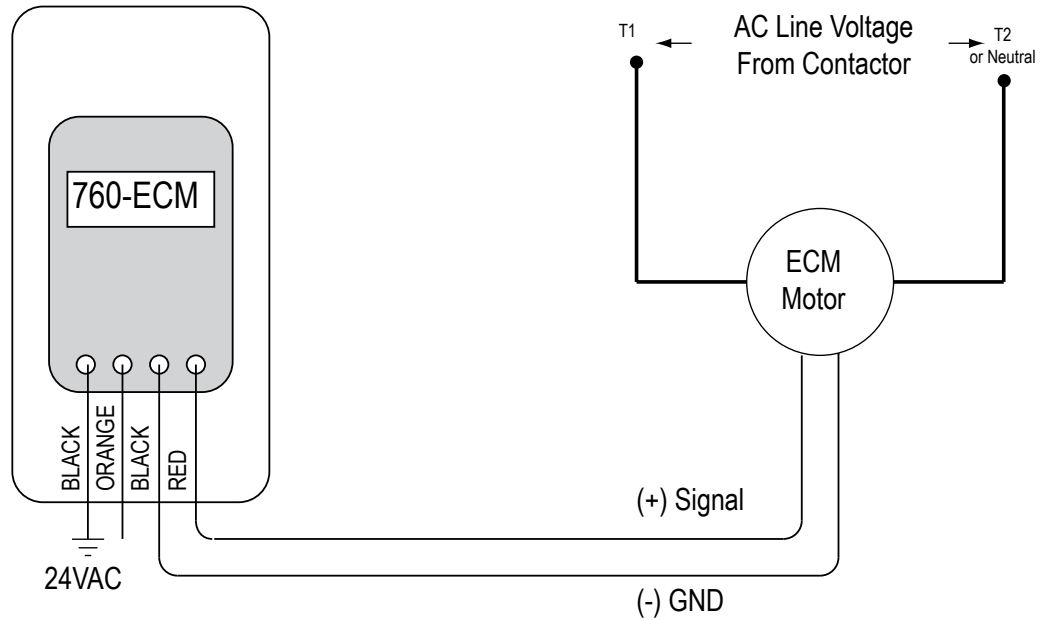 760-ECM
BLACK
ORANGE
BLACK
RED
24VAC
T1
AC Line Voltage
From Contactor
T2
or Neutral
ECM
Motor
(+) Signal
(-) GND